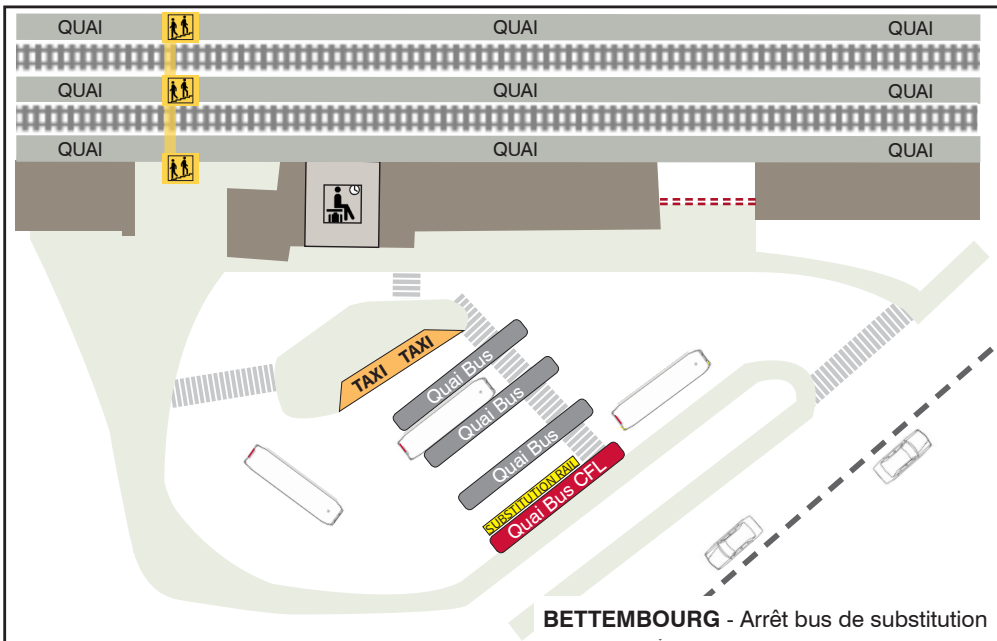 QUAI QUAI QUAI
QUAI QUAI QUAI
QUAI QUAI QUAI
TAXI TAXI
Quai Bus
Quai Bus
Quai Bus
SUBSTITUTION RAIL
Quai Bus CFL
BETTEMBOURG - Arrêt bus de substitution